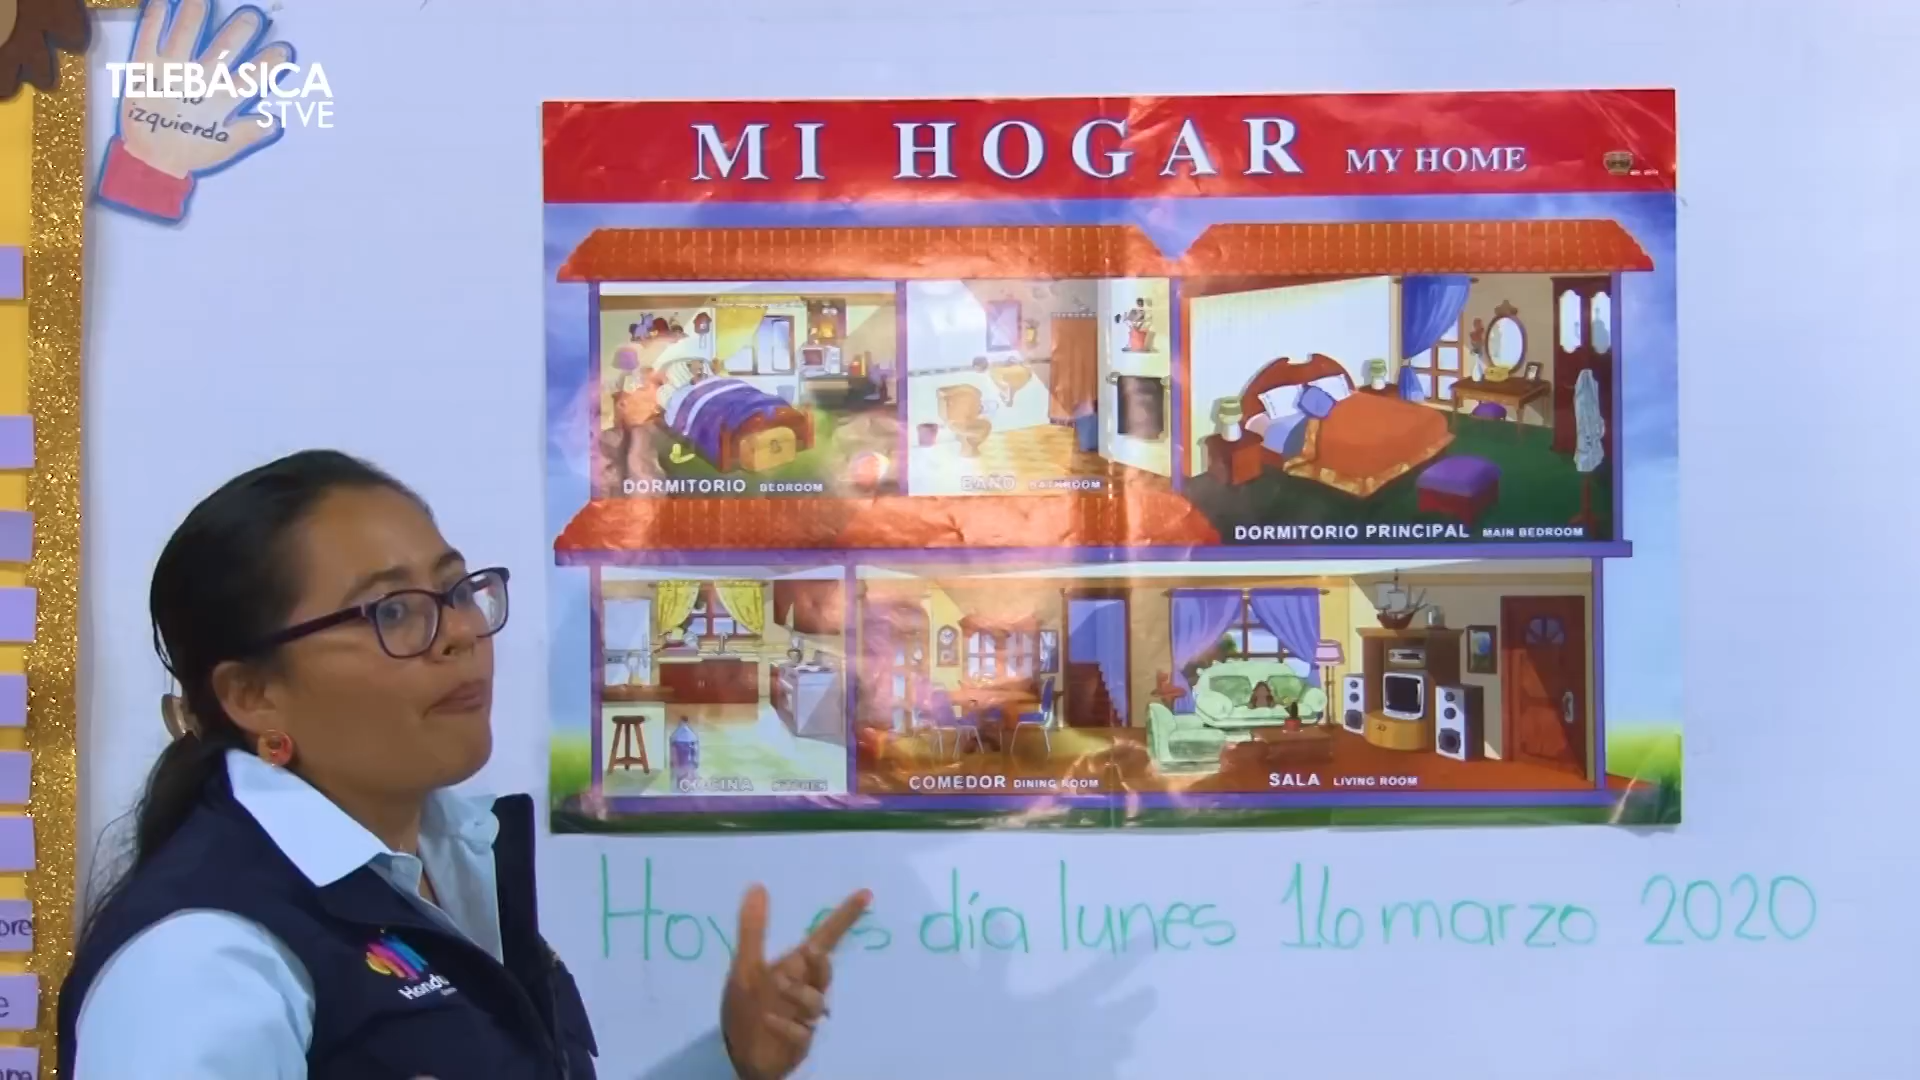 TELEBÁSICA
STVE
izquierda
MI HOGAR MY HOME
DORMITORIO BEDROOM
BAÑO BATHROOM
DORMITORIO PRINCIPAL MAIN BEDROOM
COCINA KITCHEN
COMEDOR DINING ROOM
SALA LIVING ROOM
Hoy es día lunes 16 marzo 2020